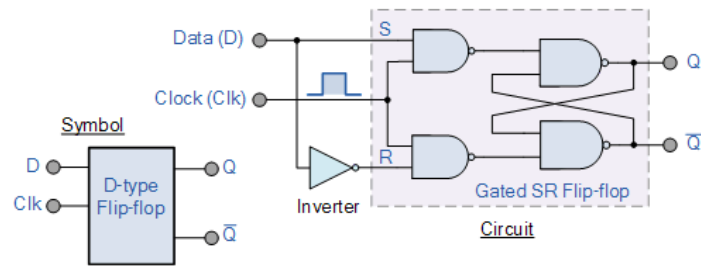 Data (D)
S
Q
Clock (Clk)
Symbol
D
Q
D-type
Flip-flop
Clk
Q̅
R
Inverter
Q̅
Gated SR Flip-flop
Circuit